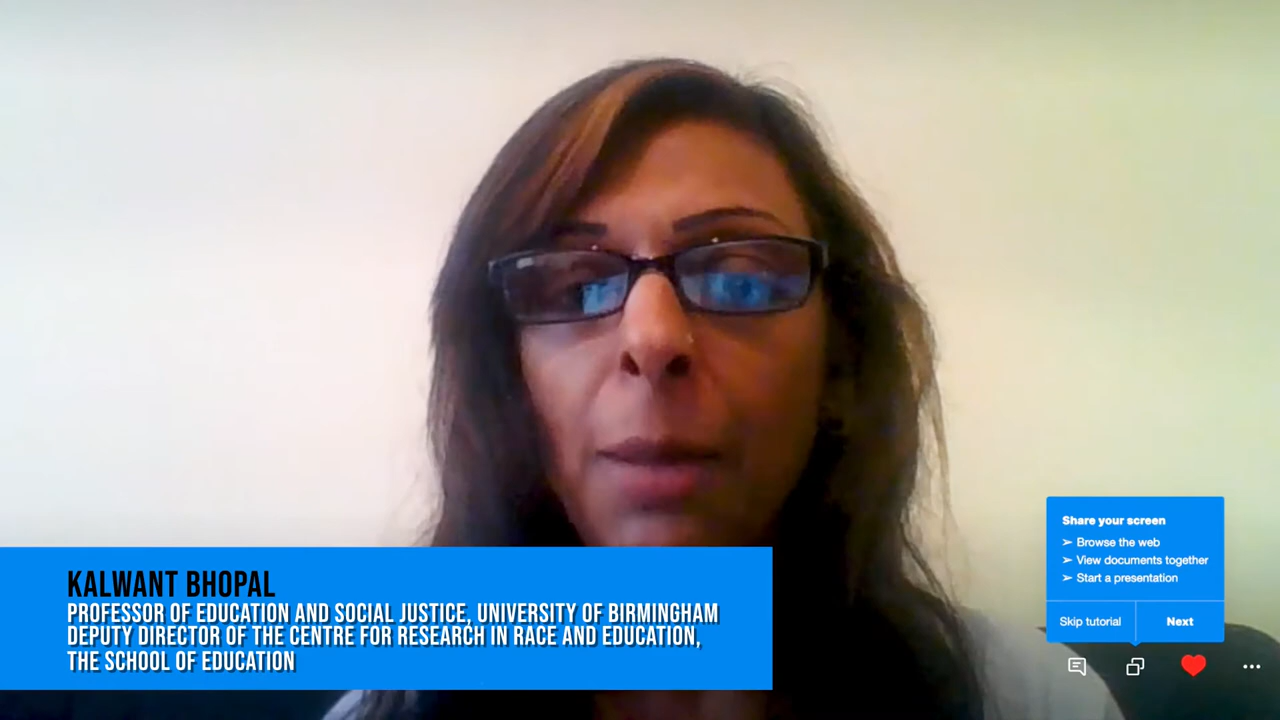 KALWANT BHOPAL
PROFESSOR OF EDUCATION AND SOCIAL JUSTICE, UNIVERSITY OF BIRMINGHAM
DEPUTY DIRECTOR OF THE CENTRE FOR RESEARCH IN RACE AND EDUCATION,
THE SCHOOL OF EDUCATION
Share your screen
➢ Browse the web
➢ View documents together
➢ Start a presentation
Skip tutorial
Next